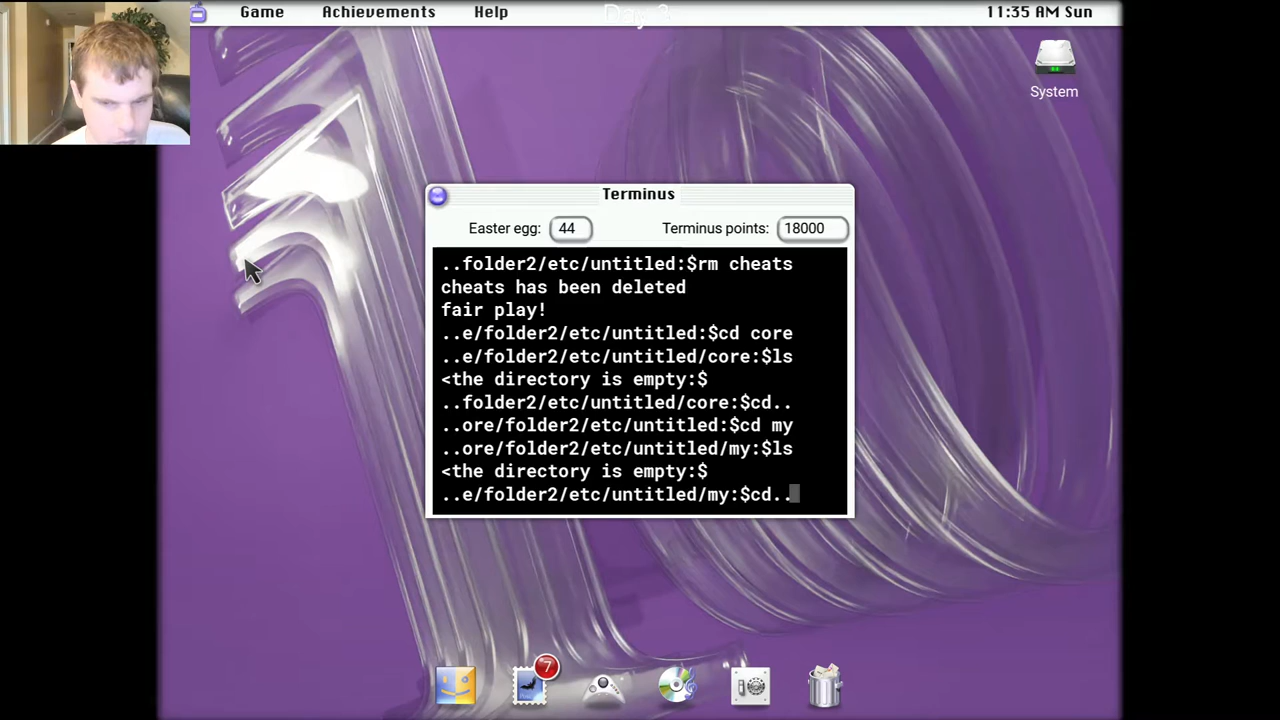 Game Achievements Help Day 3 11:35 AM Sun
System
Terminus
Easter egg: 44 Terminus points: 18000
..folder2/etc/untitled:$rm cheats
cheats has been deleted
fair play!
..e/folder2/etc/untitled:$cd core
..e/folder2/etc/untitled/core:$ls
<the directory is empty:$
..folder2/etc/untitled/core:$cd..
..ore/folder2/etc/untitled:$cd my
..ore/folder2/etc/untitled/my:$ls
<the directory is empty:$
..e/folder2/etc/untitled/my:$cd..
7